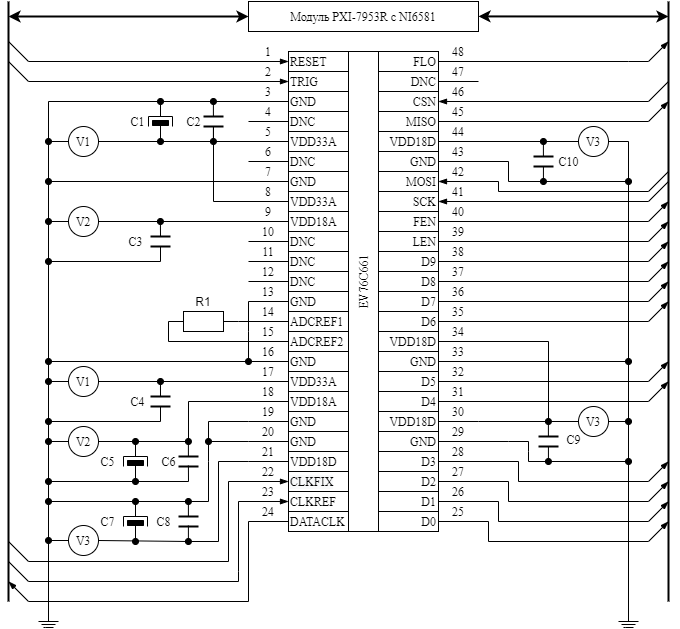 Модуль PXI-7953R с NI6581
1 RESET FLO 48
2 TRIG DNC 47
3 GND CSN 46
C1 C2 4 DNC MISO 45
V1 5 VDD33A VDD18D 44 V3
6 DNC GND 43 C10
7 GND MOSI 42
8 VDD33A SCK 41
V2 9 VDD18A FEN 40
C3 10 DNC LEN 39
11 DNC D9 38
12 DNC D8 37
13 GND D7 36
R1 14 ADCREF1 D6 35
15 ADCREF2 VDD18D 34
16 GND GND 33
EV76C661
V1 17 VDD33A D5 32
C4 18 VDD18A D4 31
19 GND VDD18D 30 V3
V2 20 GND GND 29 C9
C5 C6 21 VDD18D D3 28
22 CLKFIX D2 27
23 CLKREF D1 26
C7 C8 24 DATACLK D0 25
V3